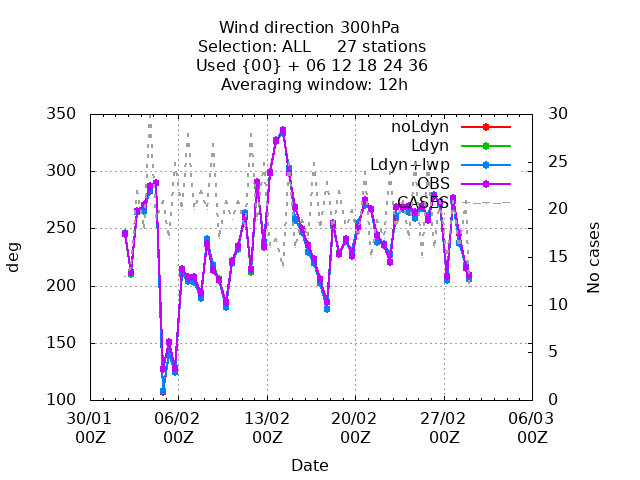 Wind direction 300hPa
Selection: ALL 27 stations
Used {00} + 06 12 18 24 36
Averaging window: 12h
350 30
noLdyn
Ldyn
300 25
Ldyn+lwp
OBS
CASES
250 20
deg
No cases
200 15
10
150
5
100 0
30/01 06/02 13/02 20/02 27/02 06/03
00Z 00Z 00Z 00Z 00Z 00Z
Date